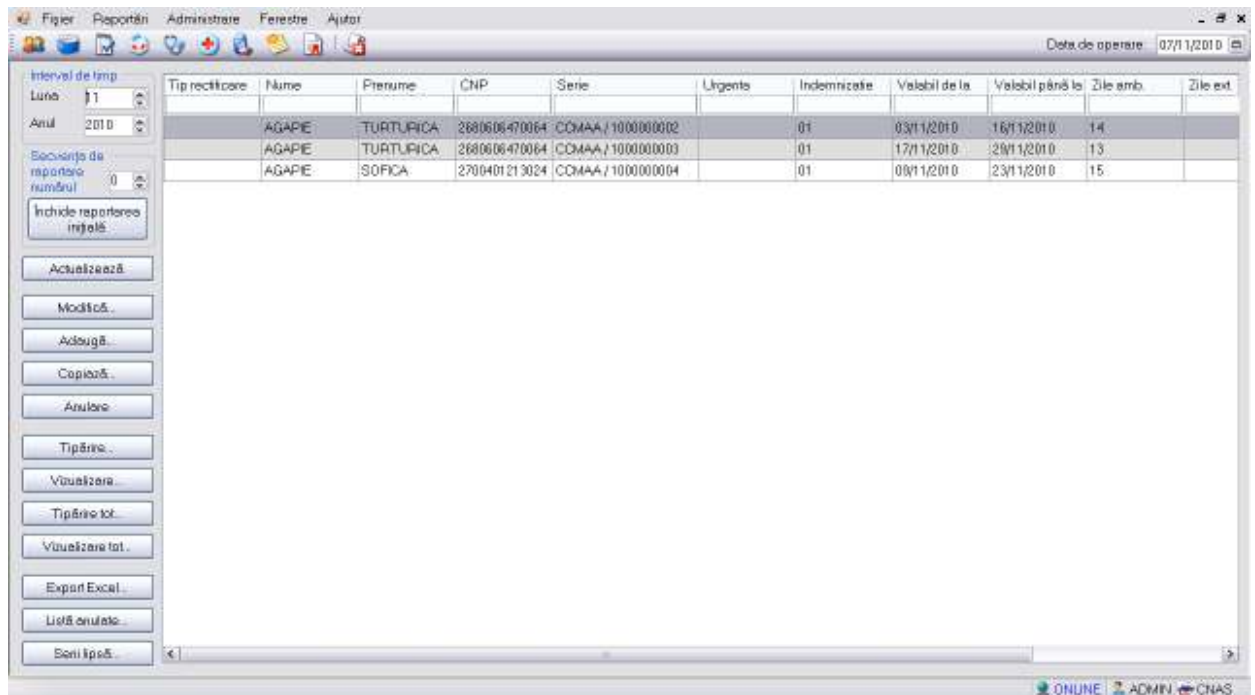 Fișier Raportări Administrare Ferestre Ajutor
Data de operare 07/11/2010
Interval de timp
Luna 11
Anul 2010
Secvența de raportare numărul 0
Închide raportarea inițială
Actualizează
Modifică..
Adaugă..
Copiază..
Anulare
Tipărire..
Vizualizare..
Tipărire tot..
Vizualizare tot..
Export Excel..
Listă anulate..
Serii lipsă..
Tip rectificare Nume Prenume CNP Serie Urgenta Indemnizatie Valabil de la Valabil până la Zile amb. Zile ext.
AGAPIE TURTURICA 2680606470064 CCMAA / 1000000002 01 03/11/2010 16/11/2010 14
AGAPIE TURTURICA 2680606470064 CCMAA / 1000000003 01 17/11/2010 29/11/2010 13
AGAPIE SOFICA 2700401213024 CCMAA / 1000000004 01 09/11/2010 23/11/2010 15
ONLINE ADMIN CNAS